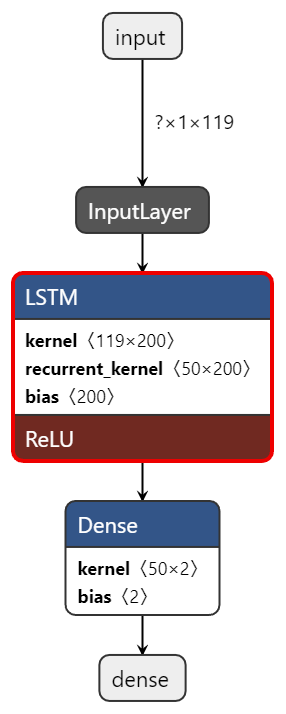 input
?×1×119
InputLayer
LSTM
kernel〈119×200〉
recurrent_kernel〈50×200〉
bias〈200〉
ReLU
Dense
kernel〈50×2〉
bias〈2〉
dense